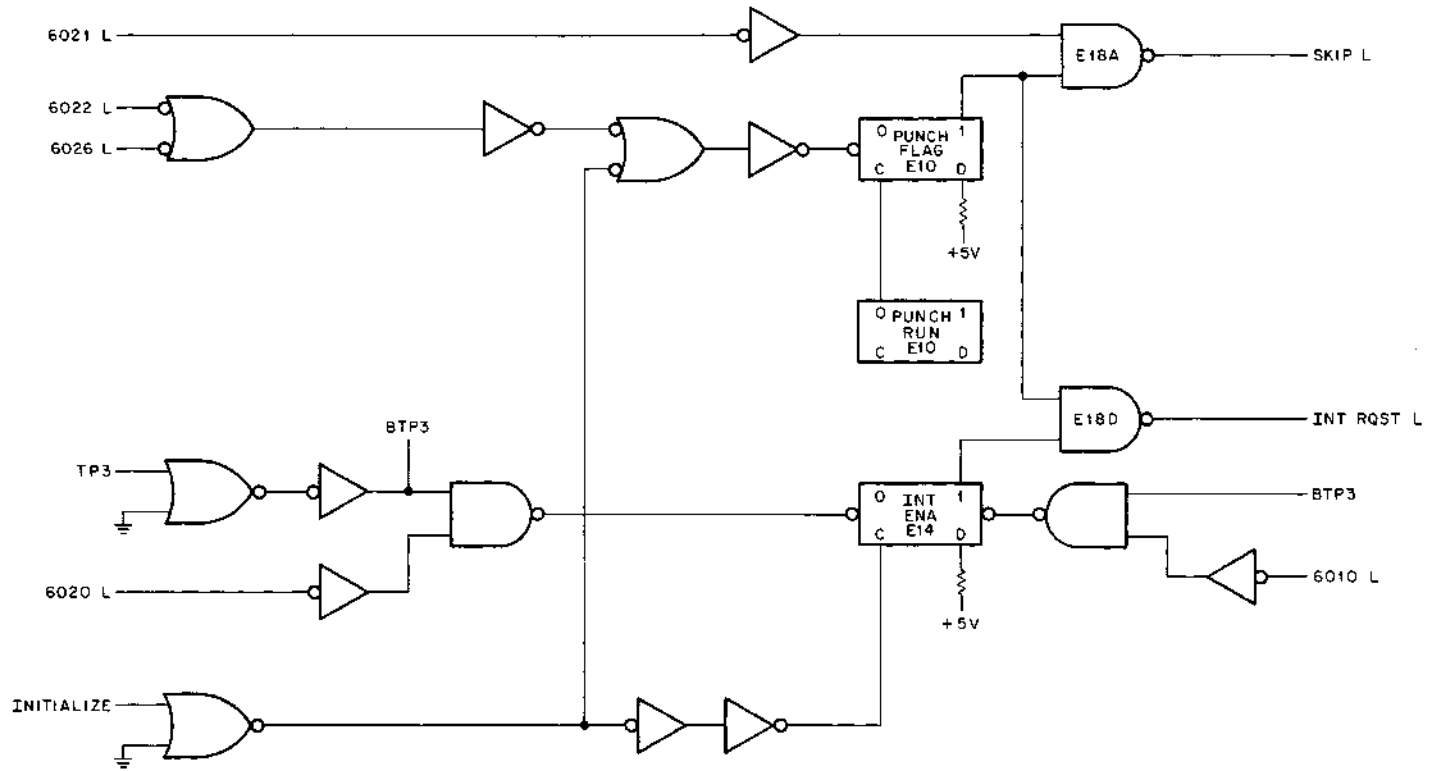 6021 L
E18A
SKIP L
6022 L
6026 L
0 PUNCH 1
FLAG
E10
C D
+5V
0 PUNCH 1
RUN
E10
C D
BTP3
E18D
INT RQST L
TP3
0 INT 1
ENA
E14
C D
BTP3
6020 L
6010 L
+5V
INITIALIZE